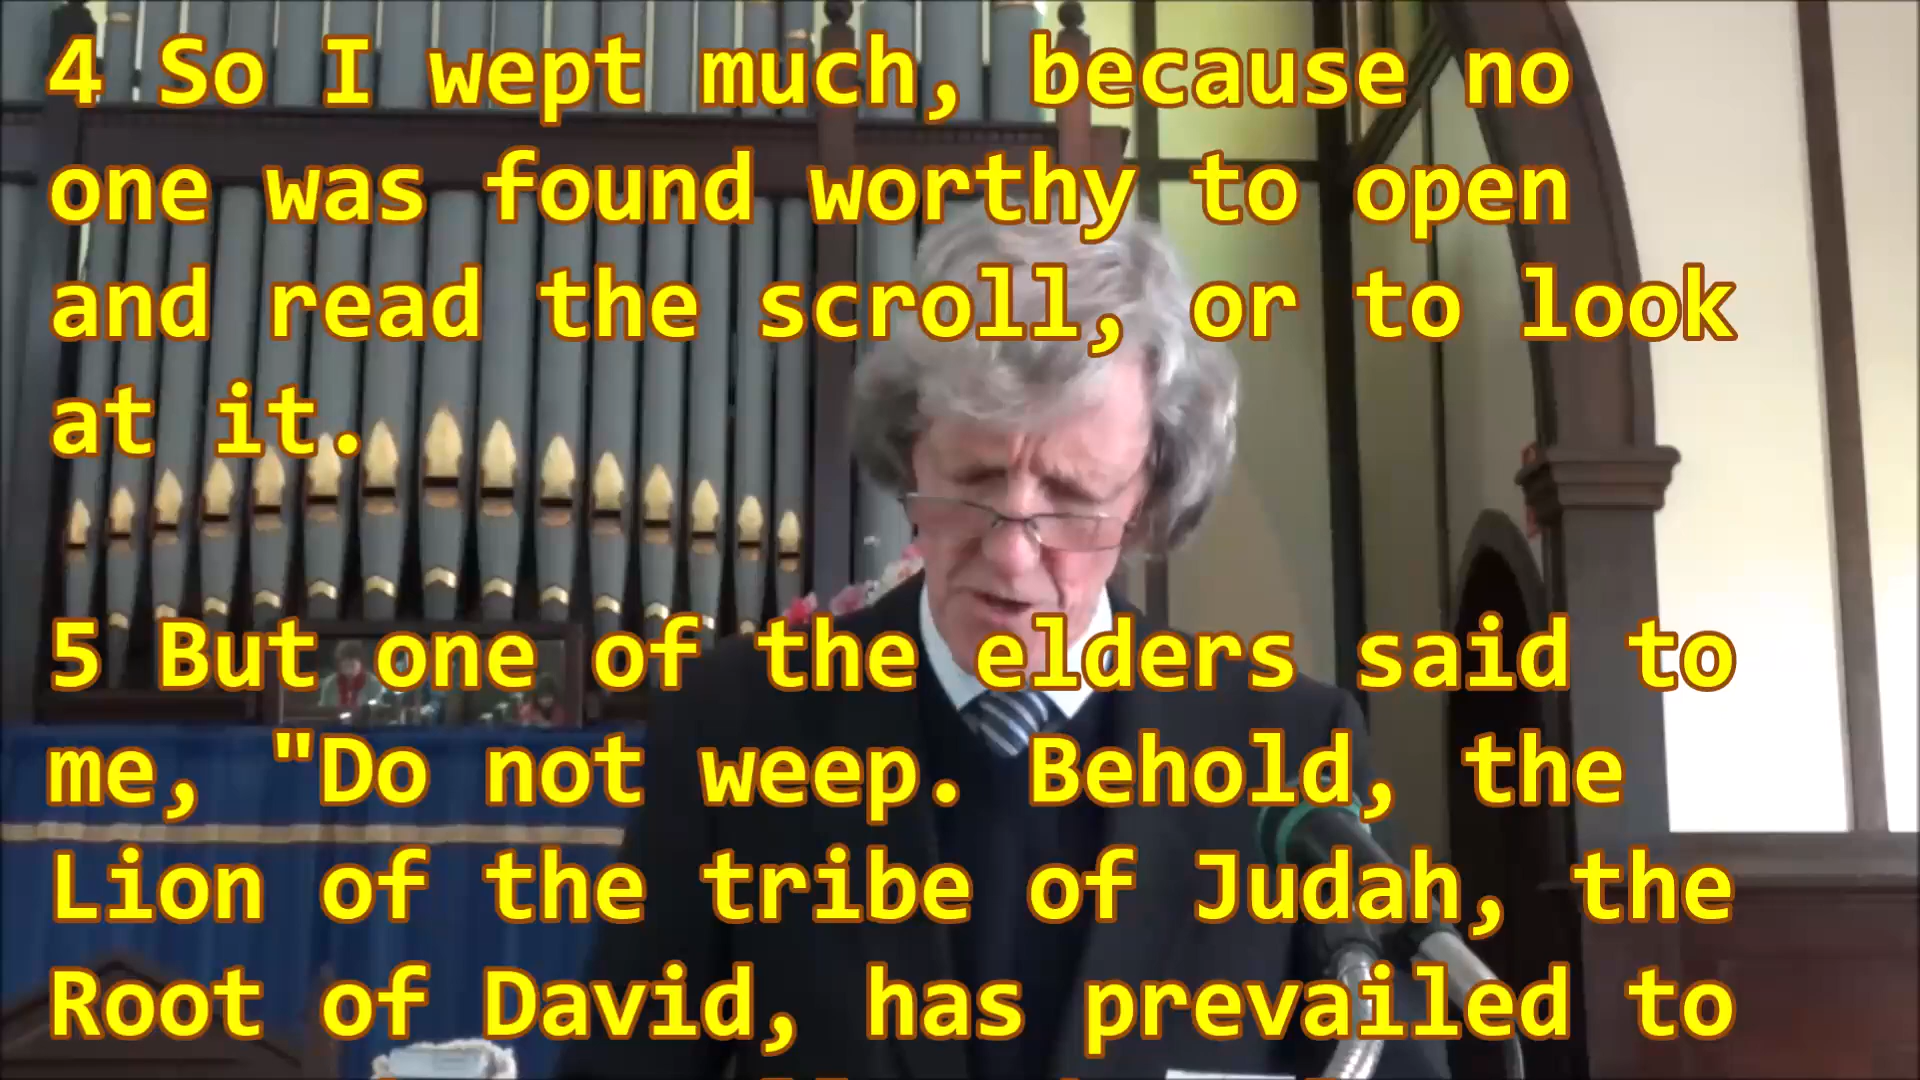 4 So I wept much, because no
one was found worthy to open
and read the scroll, or to look
at it.
5 But one of the elders said to
me, "Do not weep. Behold, the
Lion of the tribe of Judah, the
Root of David, has prevailed to